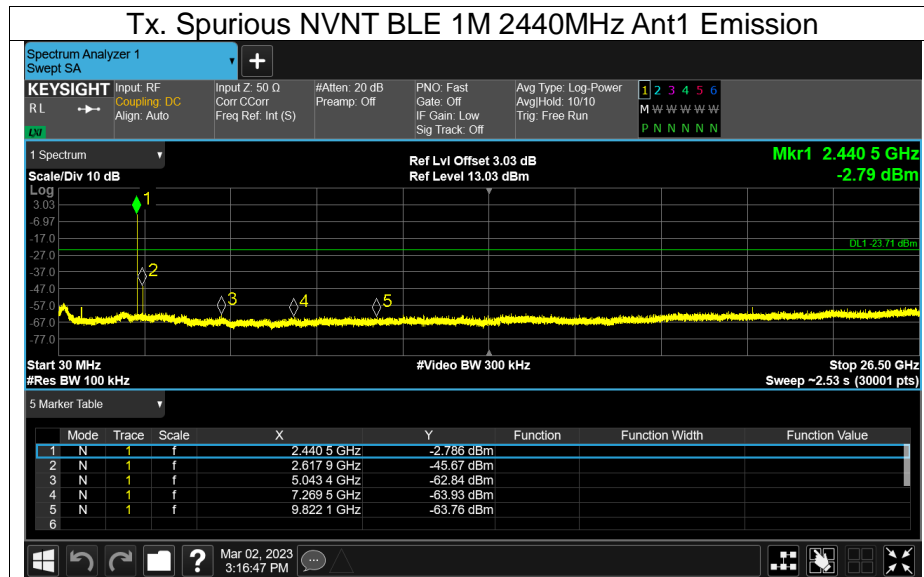 Tx. Spurious NVNT BLE 1M 2440MHz Ant1 Emission
Spectrum Analyzer 1
Swept SA
+
KEYSIGHT Input: RF Input Z: 50 Ω #Atten: 20 dB PNO: Fast Avg Type: Log-Power 1 2 3 4 5 6
R L Coupling: DC Corr CCorr Preamp: Off Gate: Off Avg|Hold: 10/10 M W W W W W
Align: Auto Freq Ref: Int (S) IF Gain: Low Trig: Free Run
LXI Sig Track: Off P N N N N N
1 Spectrum Ref Lvl Offset 3.03 dB Mkr1 2.440 5 GHz
Scale/Div 10 dB Ref Level 13.03 dBm -2.79 dBm
Log
3.03 1
-6.97
-17.0
DL1 -23.71 dBm
-27.0
-37.0 2
-47.0
-57.0 3 4 5
-67.0
-77.0
Start 30 MHz #Video BW 300 kHz Stop 26.50 GHz
#Res BW 100 kHz Sweep ~2.53 s (30001 pts)
5 Marker Table
Mode Trace Scale X Y Function Function Width Function Value
1 N 1 f 2.440 5 GHz -2.786 dBm
2 N 1 f 2.617 9 GHz -45.67 dBm
3 N 1 f 5.043 4 GHz -62.84 dBm
4 N 1 f 7.269 5 GHz -63.93 dBm
5 N 1 f 9.822 1 GHz -63.76 dBm
6
? Mar 02, 2023
3:16:47 PM